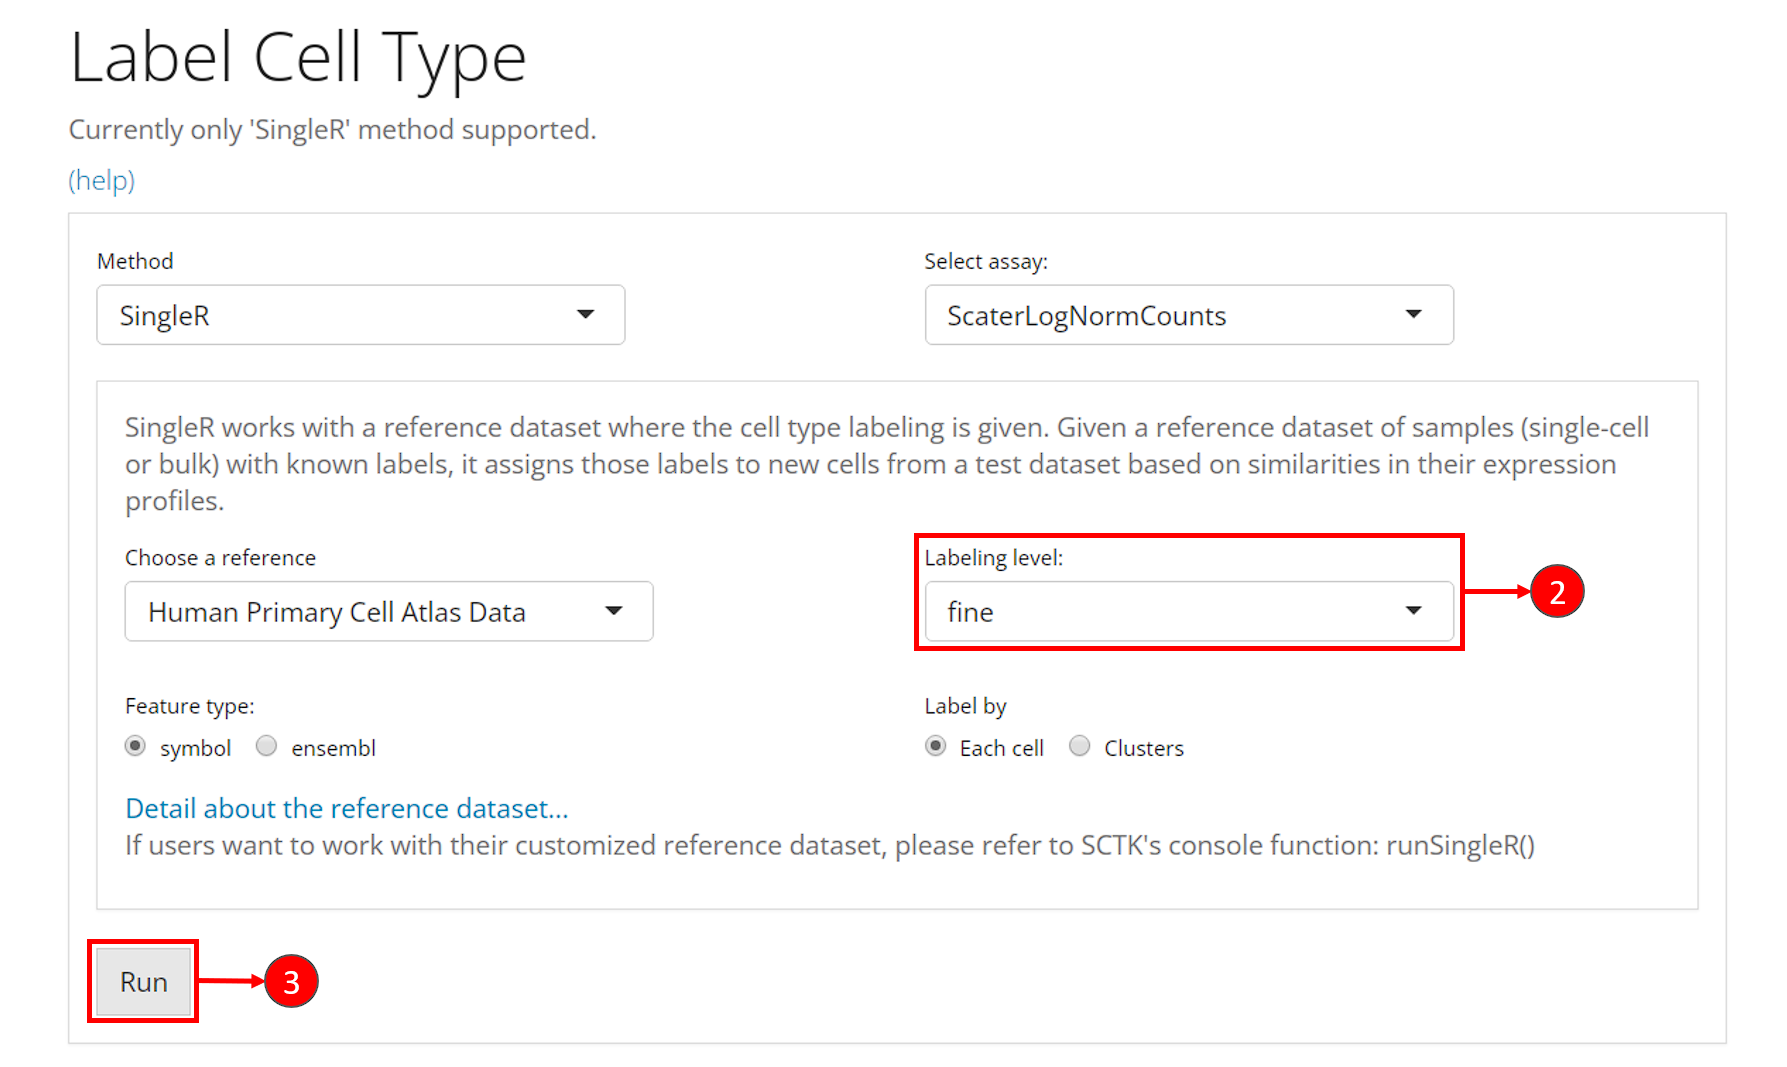 Label Cell Type
Currently only 'SingleR' method supported.
(help)
Method
Select assay:
SingleR
ScaterLogNormCounts
SingleR works with a reference dataset where the cell type labeling is given. Given a reference dataset of samples (single-cell
or bulk) with known labels, it assigns those labels to new cells from a test dataset based on similarities in their expression
profiles.
Choose a reference
Labeling level:
Human Primary Cell Atlas Data
fine
2
Feature type:
Label by
symbol ensembl
Each cell Clusters
Detail about the reference dataset...
If users want to work with their customized reference dataset, please refer to SCTK's console function: runSingleR()
Run
3